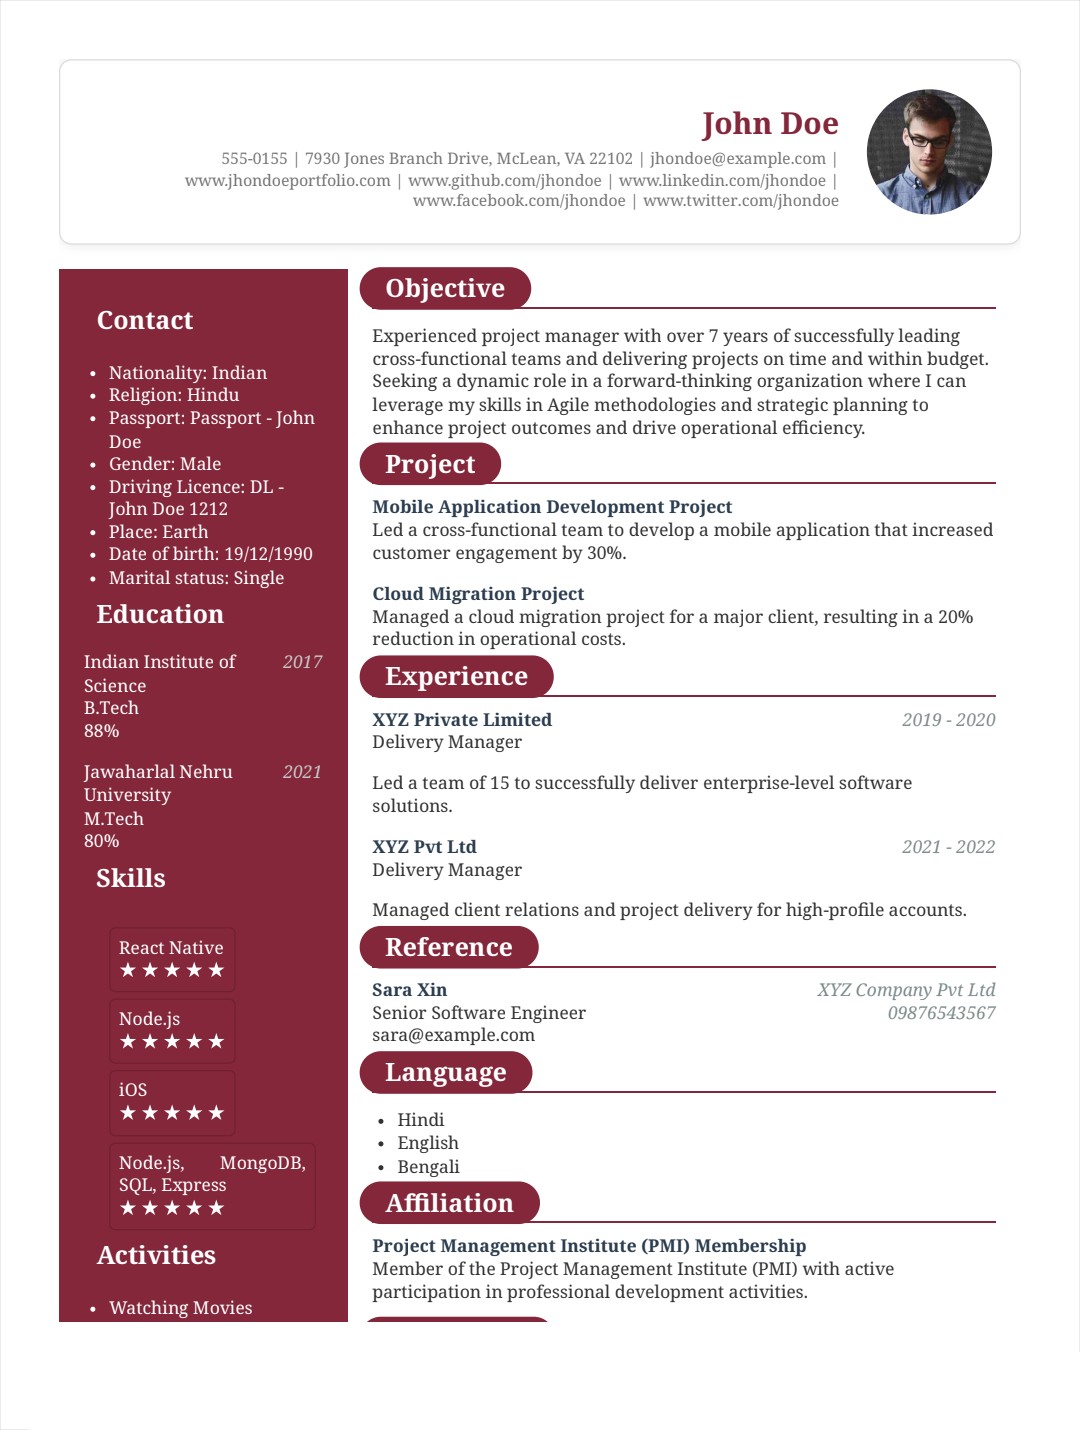 John Doe
555-0155 | 7930 Jones Branch Drive, McLean, VA 22102 | jhondoe@example.com |
www.jhondoeportfolio.com | www.github.com/jhondoe | www.linkedin.com/jhondoe |
www.facebook.com/jhondoe | www.twitter.com/jhondoe
Contact
• Nationality: Indian
• Religion: Hindu
• Passport: Passport - John
Doe
• Gender: Male
• Driving Licence: DL -
John Doe 1212
• Place: Earth
• Date of birth: 19/12/1990
• Marital status: Single
Education
Indian Institute of 2017
Science
B.Tech
88%
Jawaharlal Nehru 2021
University
M.Tech
80%
Skills
React Native
★ ★ ★ ★ ★
Node.js
★ ★ ★ ★ ★
iOS
★ ★ ★ ★ ★
Node.js, MongoDB,
SQL, Express
★ ★ ★ ★ ★
Activities
• Watching Movies
Objective
Experienced project manager with over 7 years of successfully leading
cross-functional teams and delivering projects on time and within budget.
Seeking a dynamic role in a forward-thinking organization where I can
leverage my skills in Agile methodologies and strategic planning to
enhance project outcomes and drive operational efficiency.
Project
Mobile Application Development Project
Led a cross-functional team to develop a mobile application that increased
customer engagement by 30%.
Cloud Migration Project
Managed a cloud migration project for a major client, resulting in a 20%
reduction in operational costs.
Experience
XYZ Private Limited 2019 - 2020
Delivery Manager
Led a team of 15 to successfully deliver enterprise-level software
solutions.
XYZ Pvt Ltd 2021 - 2022
Delivery Manager
Managed client relations and project delivery for high-profile accounts.
Reference
Sara Xin XYZ Company Pvt Ltd
Senior Software Engineer 09876543567
sara@example.com
Language
• Hindi
• English
• Bengali
Affiliation
Project Management Institute (PMI) Membership
Member of the Project Management Institute (PMI) with active
participation in professional development activities.